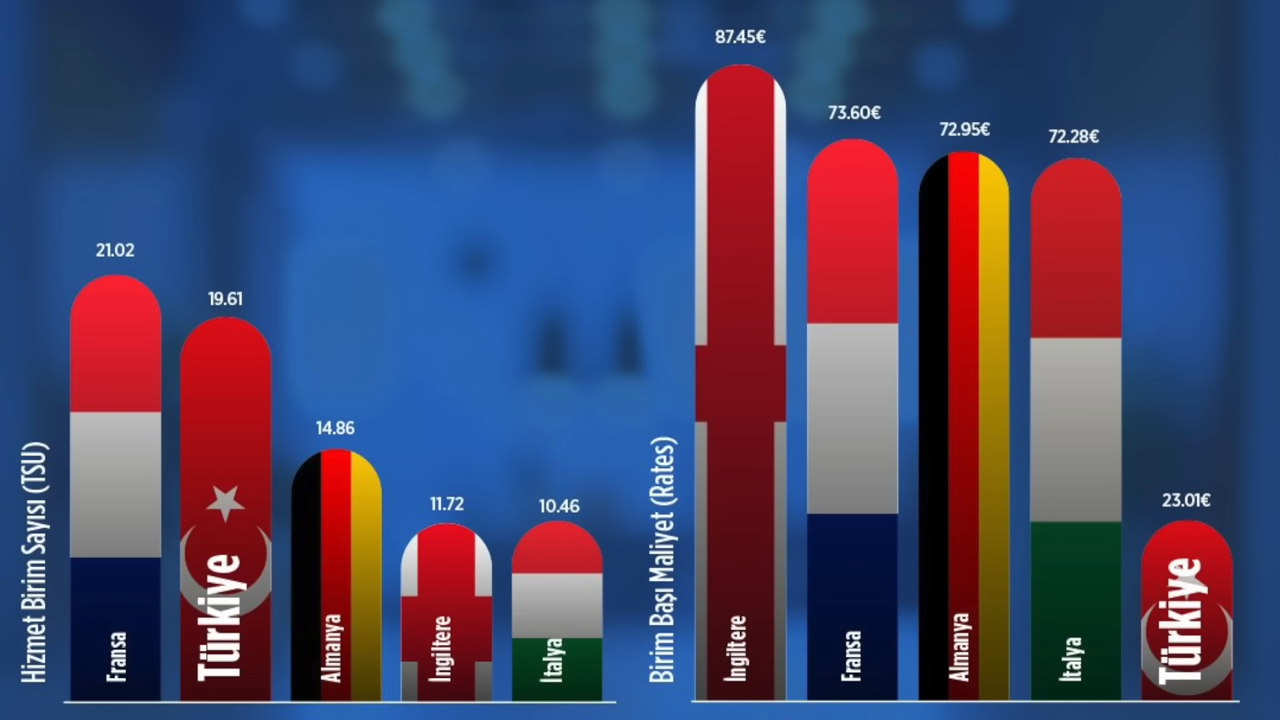 Hizmet Birim Sayısı (TSU)
21.02
Fransa
19.61
Türkiye
14.86
Almanya
11.72
İngiltere
10.46
İtalya
Birim Başı Maliyet (Rates)
87.45€
İngiltere
73.60€
Fransa
72.95€
Almanya
72.28€
İtalya
23.01€
Türkiye